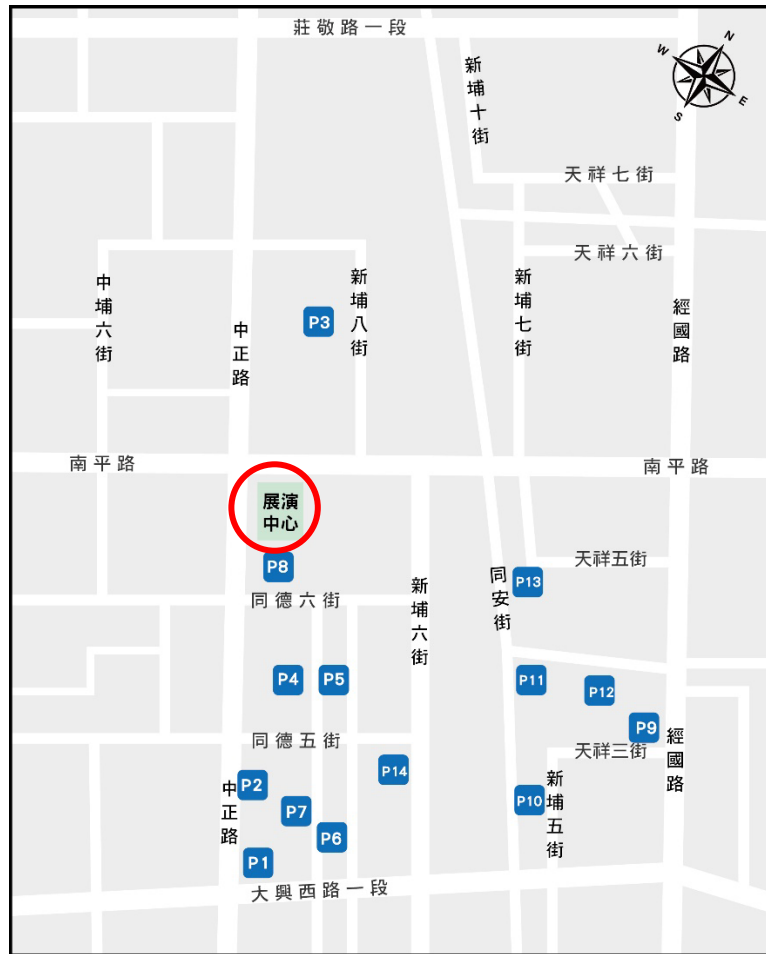 莊敬路一段
N
W
E
S
新埔十街
天祥七街
天祥六街
中埔六街
新埔八街
新埔七街
P3
中正路
經國路
南平路
南平路
展演
中心
P8
天祥五街
P13
同安街
新埔六街
同德六街
P4
P5
P11
P12
P9
經國路
同德五街
天祥三街
P14
新埔五街
P2
中正路
P7
P10
P6
P1
大興西路一段